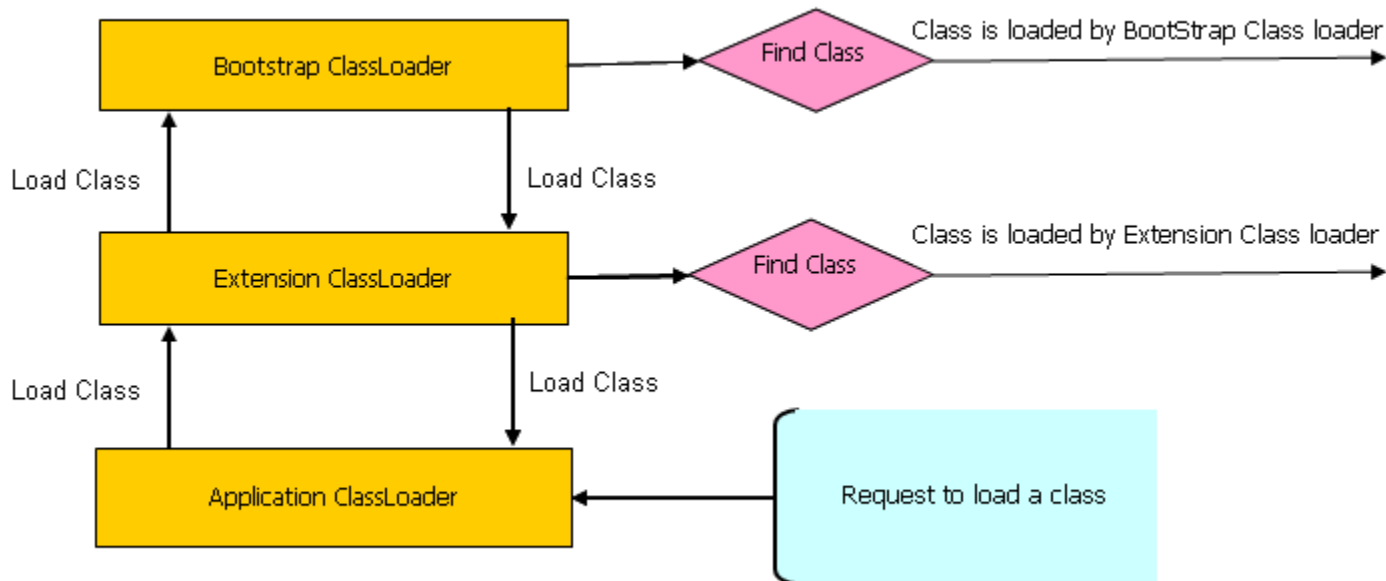 Class is loaded by BootStrap Class loader
Bootstrap ClassLoader
Find Class
Load Class
Load Class
Class is loaded by Extension Class loader
Extension ClassLoader
Find Class
Load Class
Load Class
Application ClassLoader
Request to load a class